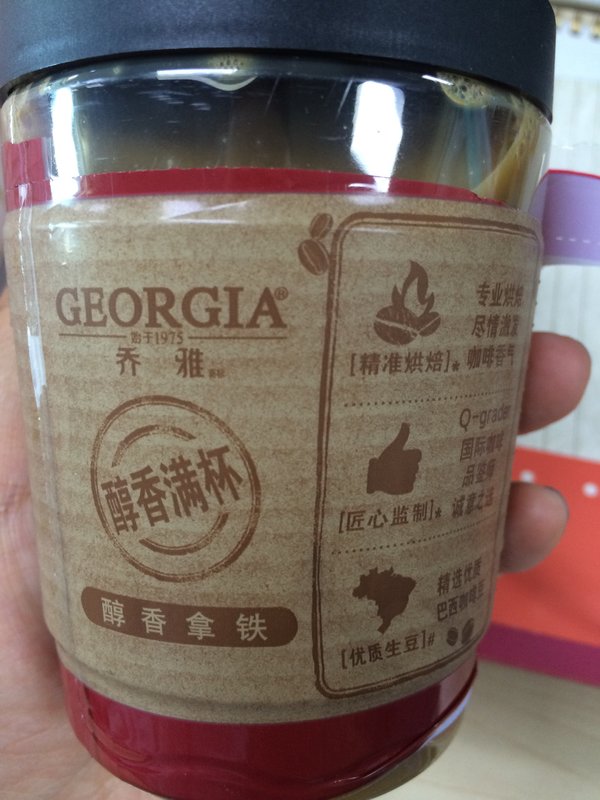 GEORGIA®
始于1975
乔雅
醇香满杯
醇香拿铁
[精准烘焙]*
专业烘焙
尽情激发
咖啡香气
[匠心监制]*
Q-grader
国际咖啡
品鉴师
诚意之选
[优质生豆]#
精选优质
巴西咖啡豆